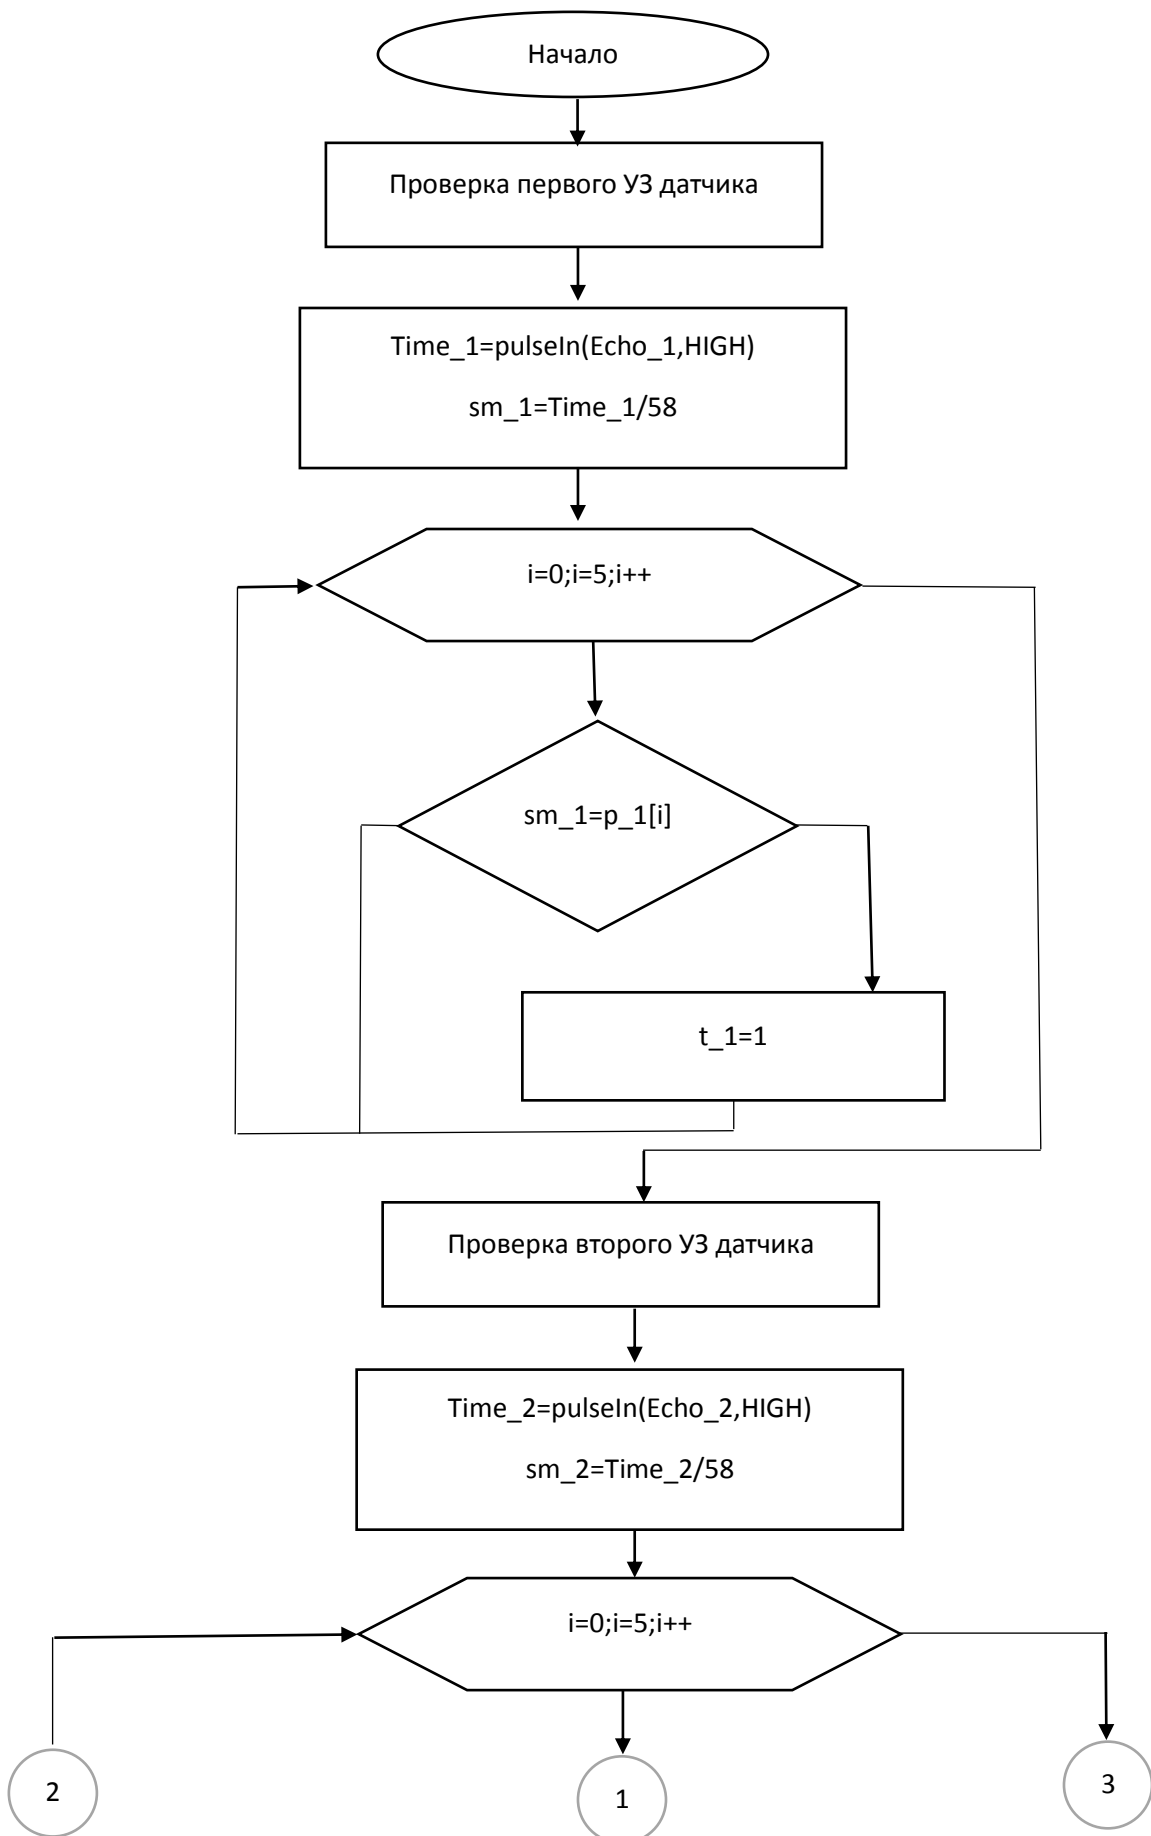 Начало
Проверка первого УЗ датчика
Time_1=pulseIn(Echo_1,HIGH)
sm_1=Time_1/58
i=0;i=5;i++
sm_1=p_1[i]
t_1=1
Проверка второго УЗ датчика
Time_2=pulseIn(Echo_2,HIGH)
sm_2=Time_2/58
i=0;i=5;i++
2
1
3